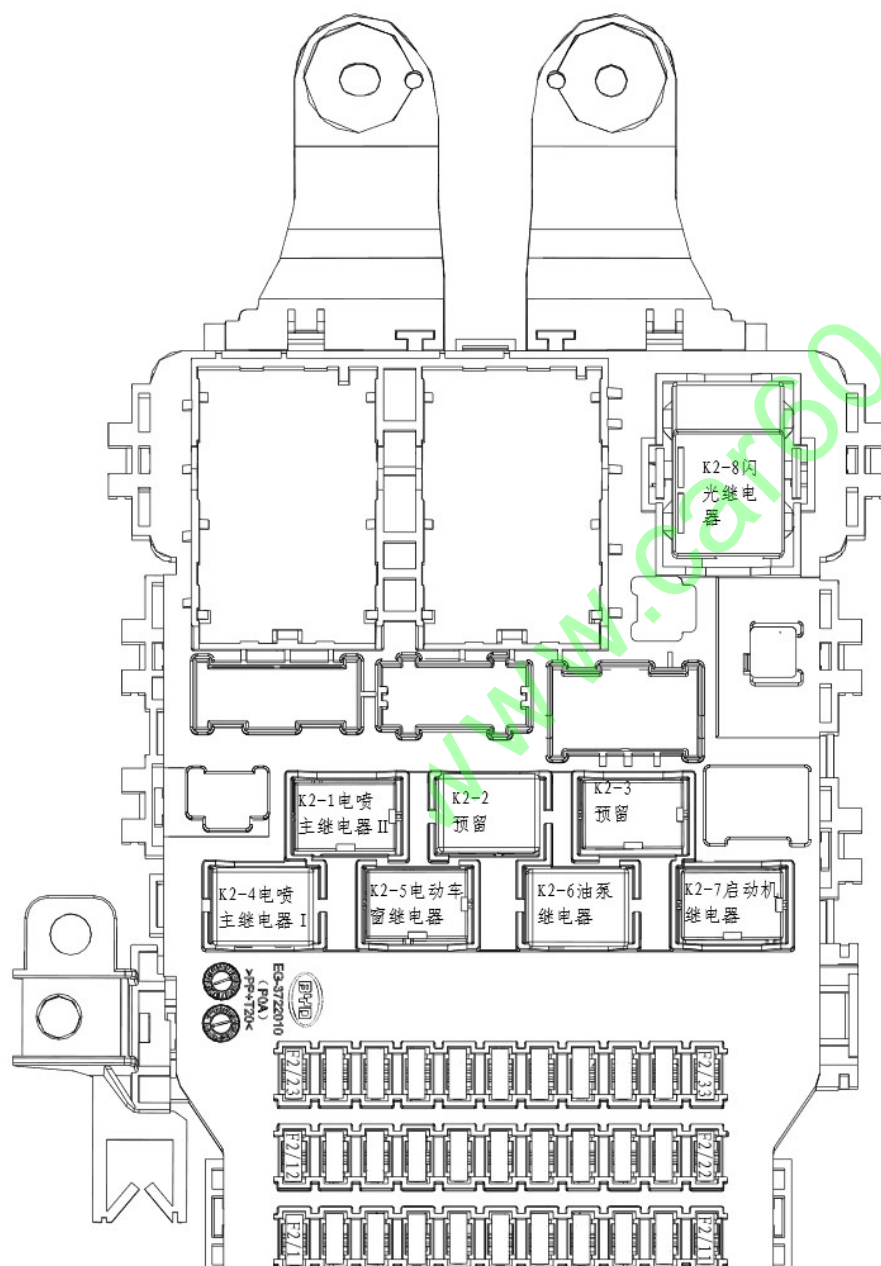 K2-8闪
光继电
器
www.car60
K2-1电喷
主继电器Ⅱ
K2-2
预留
K2-3
预留
K2-4电喷
主继电器Ⅰ
K2-5电动车
窗继电器
K2-6油泵
继电器
K2-7启动机
继电器
EG-3722010
(P0A)
>PP+T20<
BYD
F2/23
F2/33
F2/12
F2/22
F2/1
F2/11